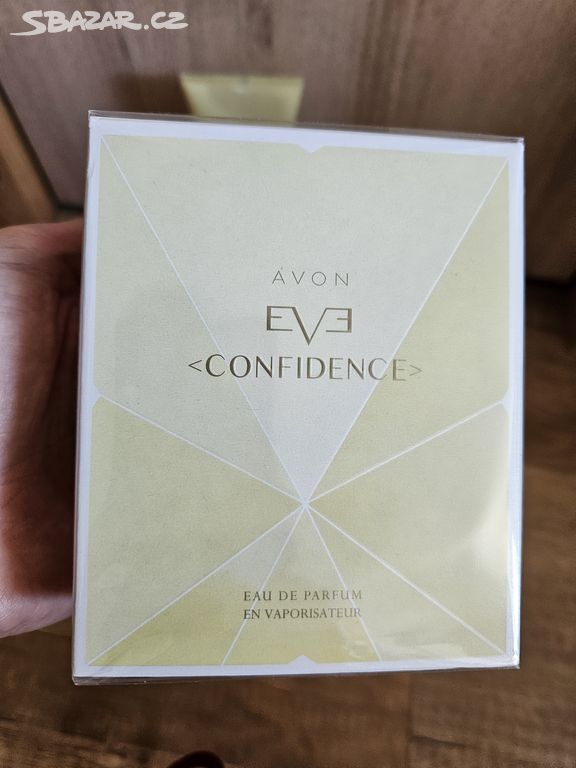 SBAZAR.CZ
AVON
EVE
<CONFIDENCE>
EAU DE PARFUM
EN VAPORISATEUR